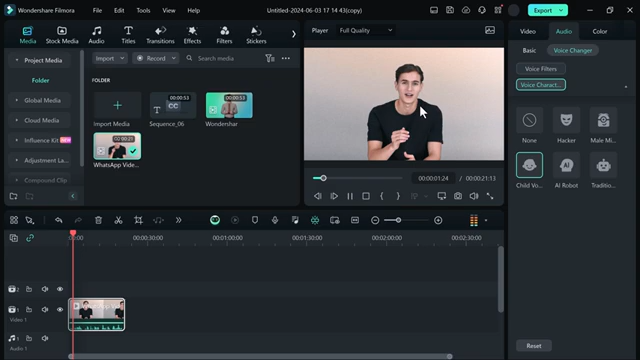 Wondershare Filmora
File
Edit
Tools
View
Help
Untitled-2024-06-03 17 14 43(copy)
Export
Media
Stock Media
Audio
Titles
Transitions
Effects
Filters
Stickers
Player
Full Quality
Video
Audio
Color
Project Media
Import
Record
Search media
Basic
Voice Changer
Folder
FOLDER
Voice Filters
Global Media
00:00:53
CC
00:00:53
Voice Charact...
Cloud Media
Import Media
Sequence_06
Wondershar
None
Hacker
Male Mi...
Influence Kit
NEW
00:00:21
Adjustment La...
WhatsApp Vide...
AI
Compound Clip
00:00:01:24
/
00:00:21:13
Child Vo...
AI Robot
Traditio...
00:00
00:00:30:00
00:01:00:00
00:01:30:00
00:02:00:00
00:02:30:00
2
1
Video 1
1
Audio 1
Reset